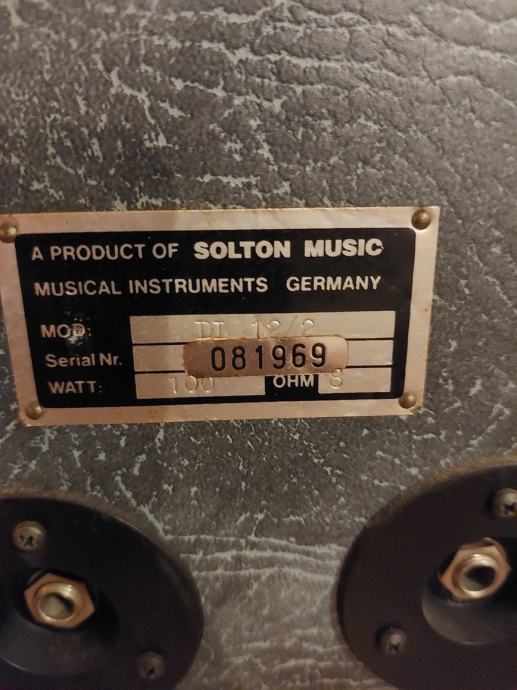 A PRODUCT OF SOLTON MUSIC
MUSICAL INSTRUMENTS GERMANY
MOD: DL 12/2
Serial Nr. 081969
WATT: 100 OHM 8